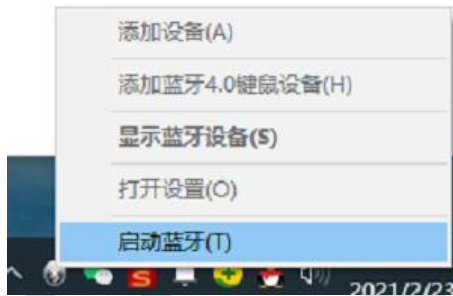 添加设备(A)
添加蓝牙4.0键鼠设备(H)
显示蓝牙设备(S)
打开设置(O)
启动蓝牙(T)
S
2021/2/23